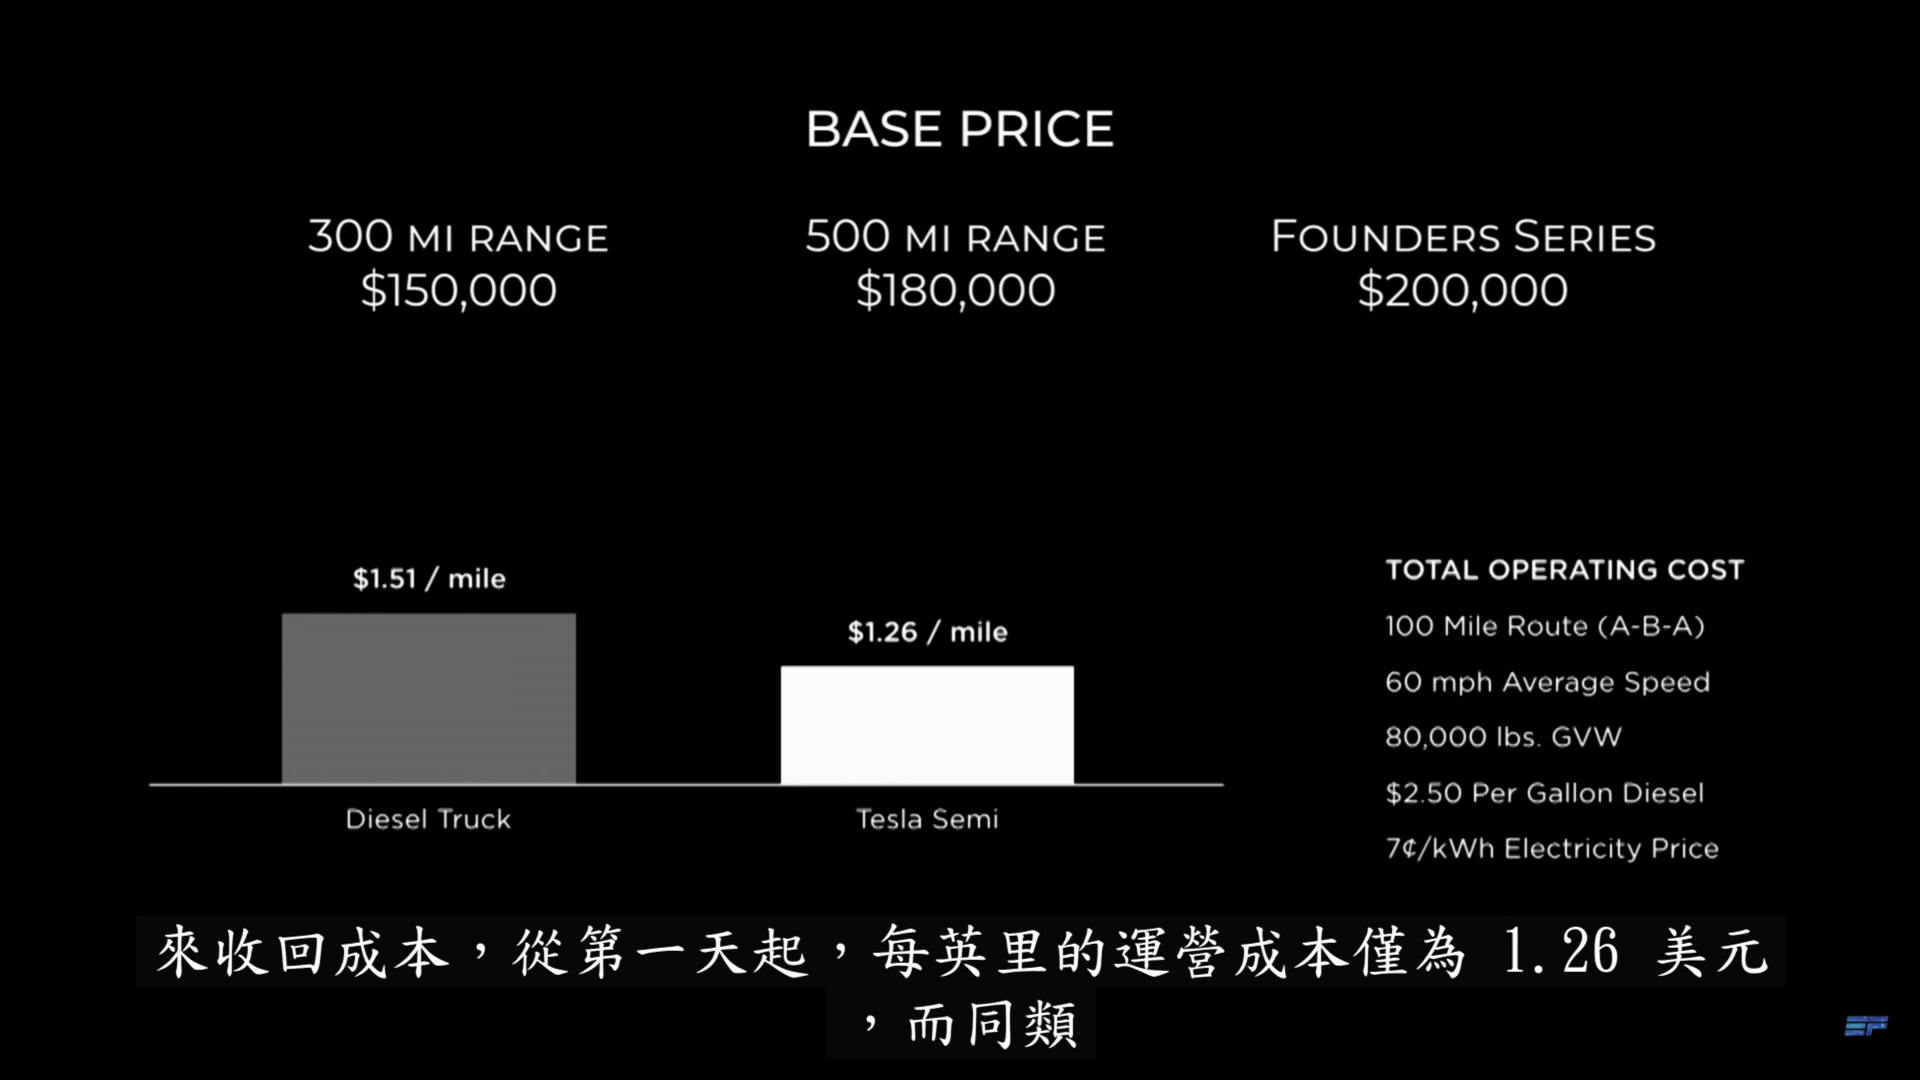 BASE PRICE
300 MI RANGE
$150,000
500 MI RANGE
$180,000
FOUNDERS SERIES
$200,000
$1.51 / mile
$1.26 / mile
Diesel Truck
Tesla Semi
TOTAL OPERATING COST
100 Mile Route (A-B-A)
60 mph Average Speed
80,000 lbs. GVW
$2.50 Per Gallon Diesel
7¢/kWh Electricity Price
來收回成本，從第一天起，每英里的運營成本僅為 1.26 美元
，而同類